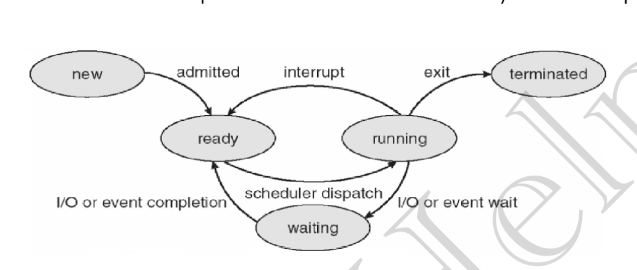 new
admitted
interrupt
exit
terminated
ready
running
I/O or event completion
scheduler dispatch
I/O or event wait
waiting